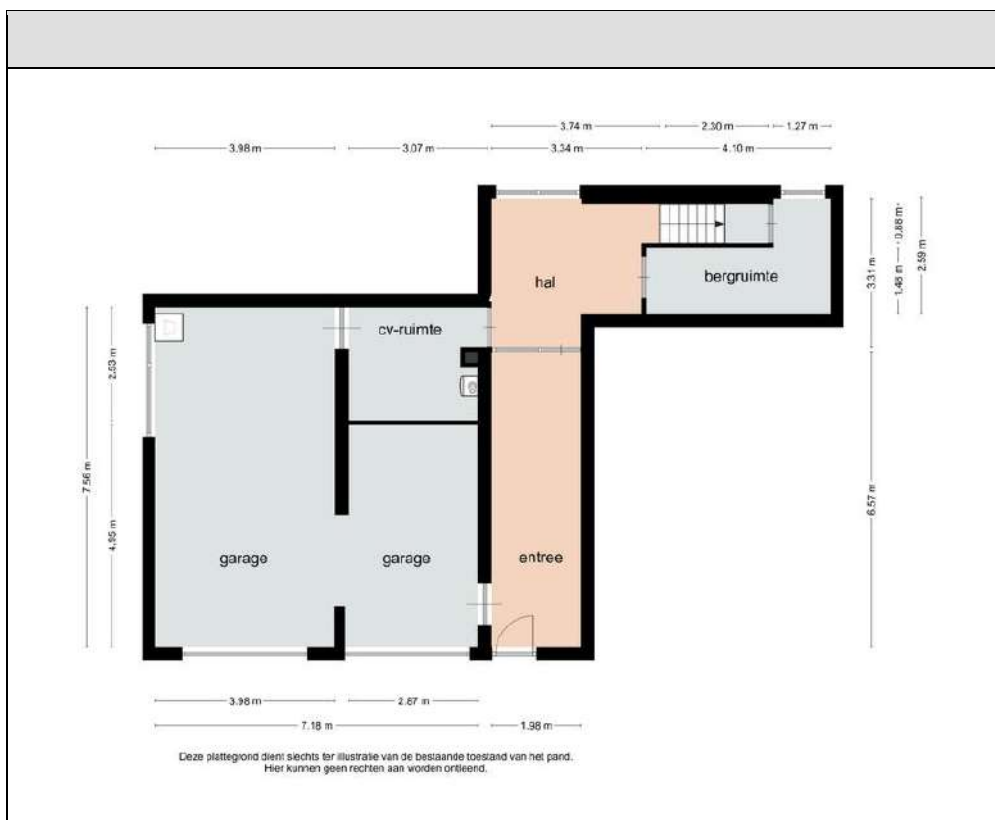 3.74 m 2.30 m 1.27 m
3.98 m 3.07 m 3.34 m 4.10 m
hal
bergruimte
3.31 m
1.48 m
0.88 m
2.59 m
cv-ruimte
2.53 m
7.56 m
4.95 m
6.57 m
garage garage entree
3.98 m 2.87 m
7.18 m 1.98 m
Deze plattegrond dient slechts ter illustratie van de bestaande toestand van het pand.
Hier kunnen geen rechten aan worden ontleend.